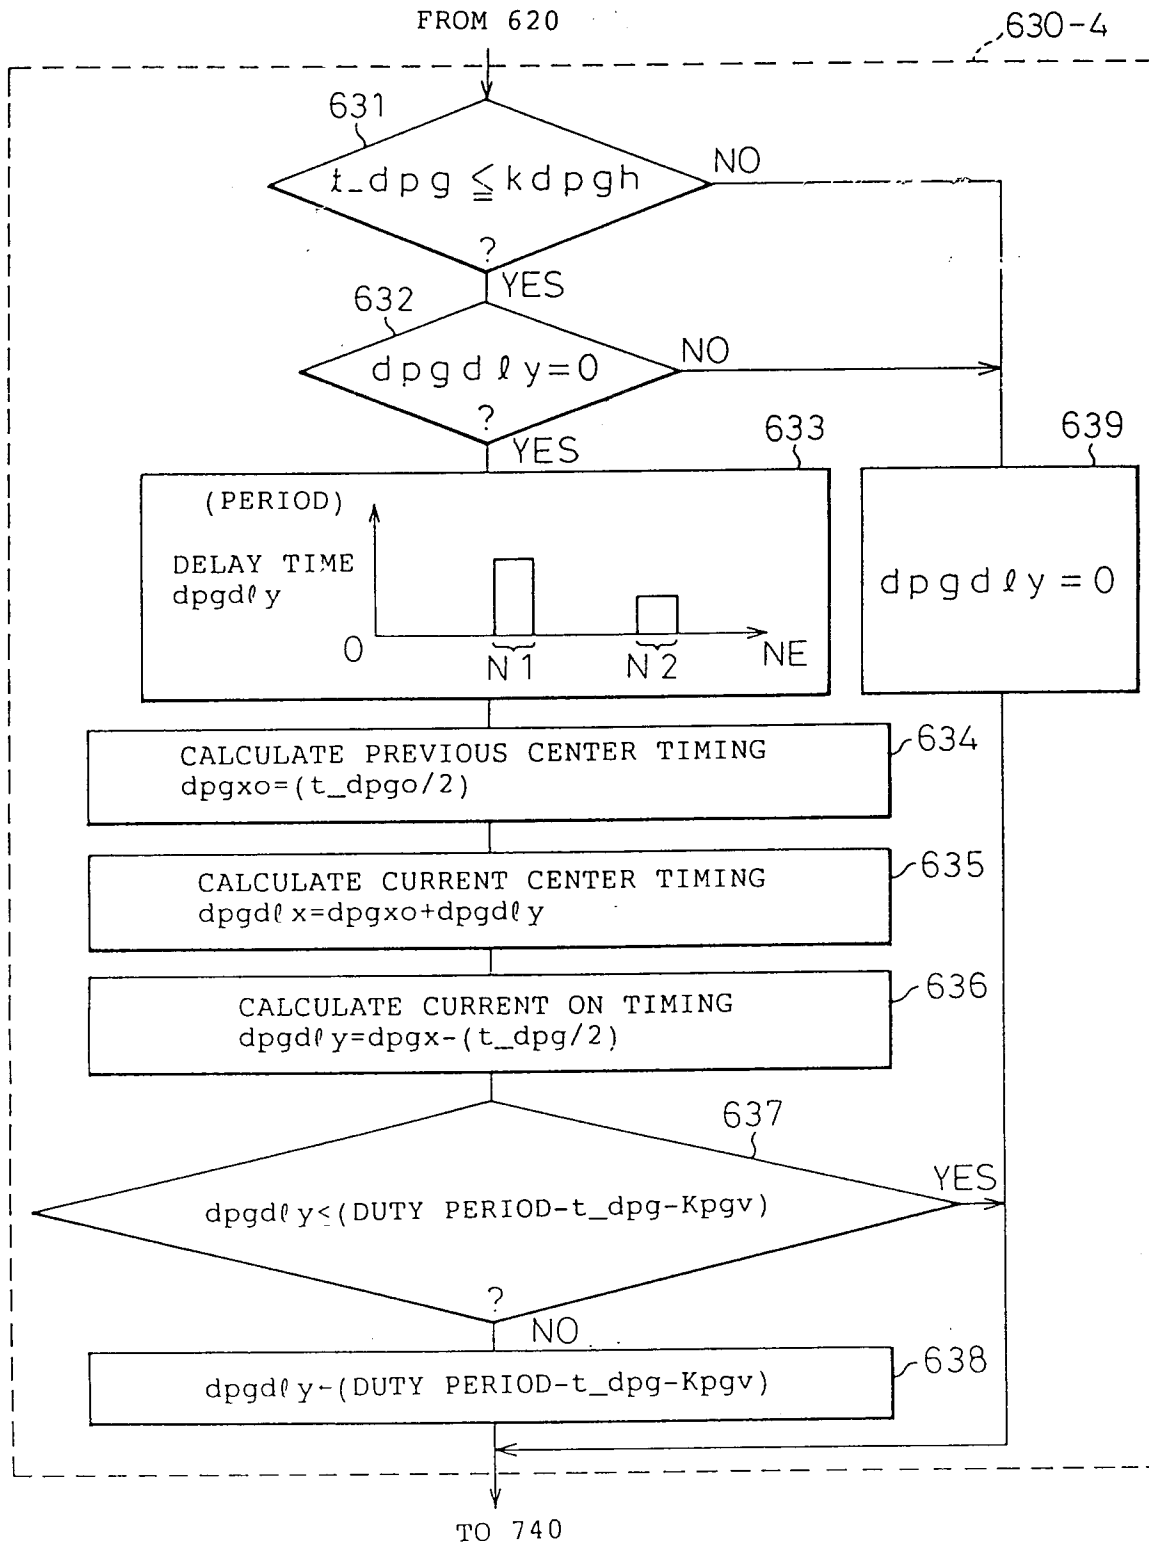 FROM 620
630-4
631
t_dpg ≦ kdpgh
?
NO
YES
632
dpgdℓy=0
?
NO
YES
633
(PERIOD)
DELAY TIME
dpgdℓy
0
N1
N2
NE
639
dpgdℓy=0
634
CALCULATE PREVIOUS CENTER TIMING
dpgxo=(t_dpgo/2)
635
CALCULATE CURRENT CENTER TIMING
dpgdℓx=dpgxo+dpgdℓy
636
CALCULATE CURRENT ON TIMING
dpgdℓy=dpgx-(t_dpg/2)
637
dpgdℓy≤(DUTY PERIOD-t_dpg-Kpgv)
?
YES
NO
638
dpgdℓy←(DUTY PERIOD-t_dpg-Kpgv)
TO 740